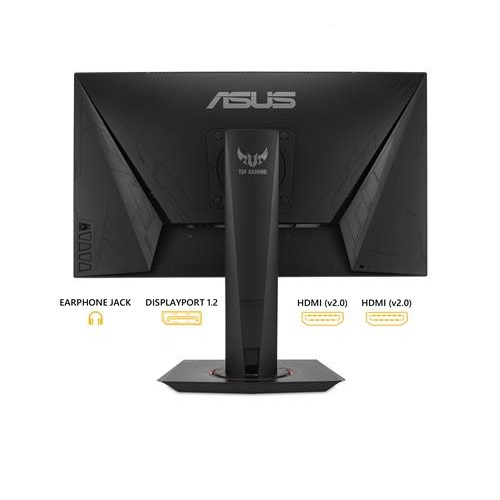 ASUS
TUF GAMING
EARPHONE JACK
DISPLAYPORT 1.2
HDMI (v2.0)
HDMI (v2.0)